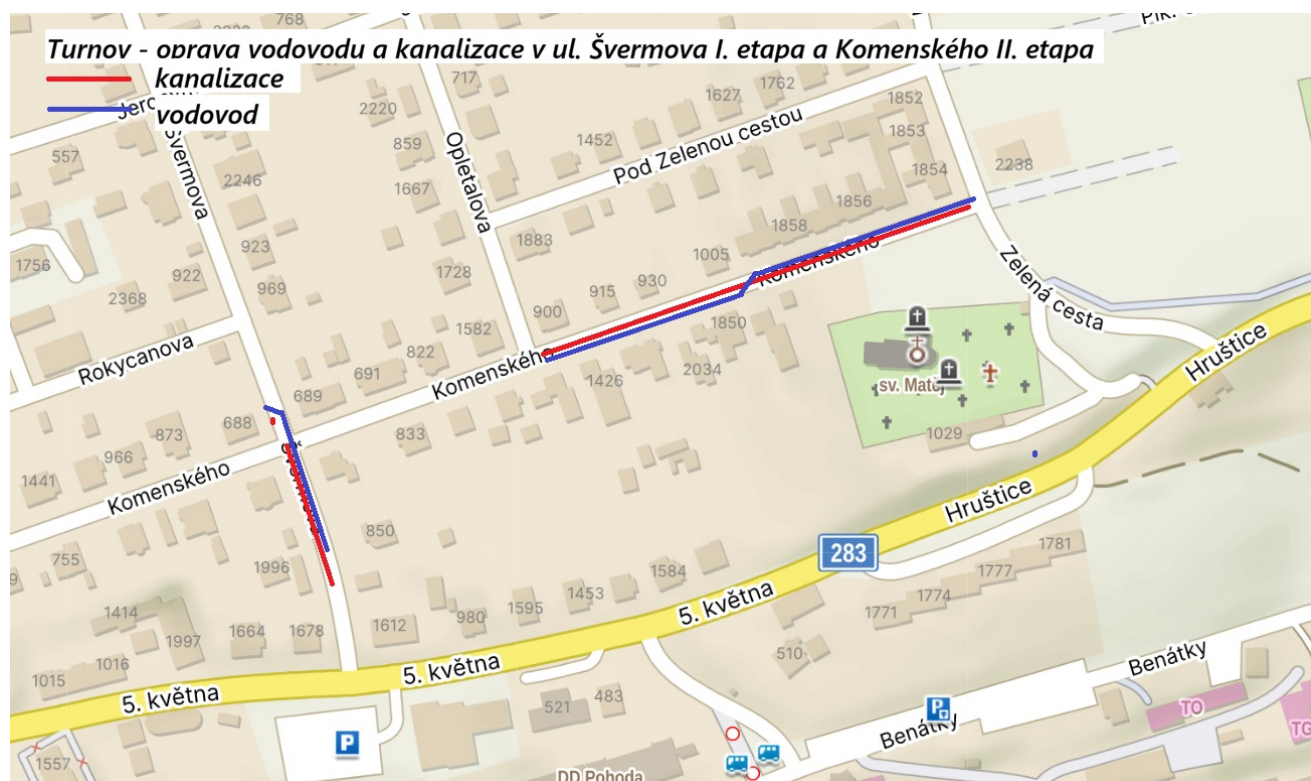 768
Turnov - oprava vodovodu a kanalizace v ul. Švermova I. etapa a Komenského II. etapa
kanalizace
vodovod
717
2220
1627
1762
1852
1853
1854
2238
557
Švermova
859
1452
Opletalova
Pod Zelenou cestou
2246
1667
1858
1856
1756
923
922
1883
1005
Komenského
Zelená cesta
2368
969
1728
900
915
930
1850
Rokycanova
1582
822
691
Komenského
1426
2034
sv. Matěj
Hruštice
689
688
873
966
1441
833
1029
Komenského
Hruštice
755
1996
850
283
1781
1777
1774
1771
1584
1453
1595
980
5. května
1414
1997
1664
1678
1612
1016
1015
5. května
5. května
510
Benátky
521
483
P
P
Benátky
TO
TG
1557
DD Pohoda